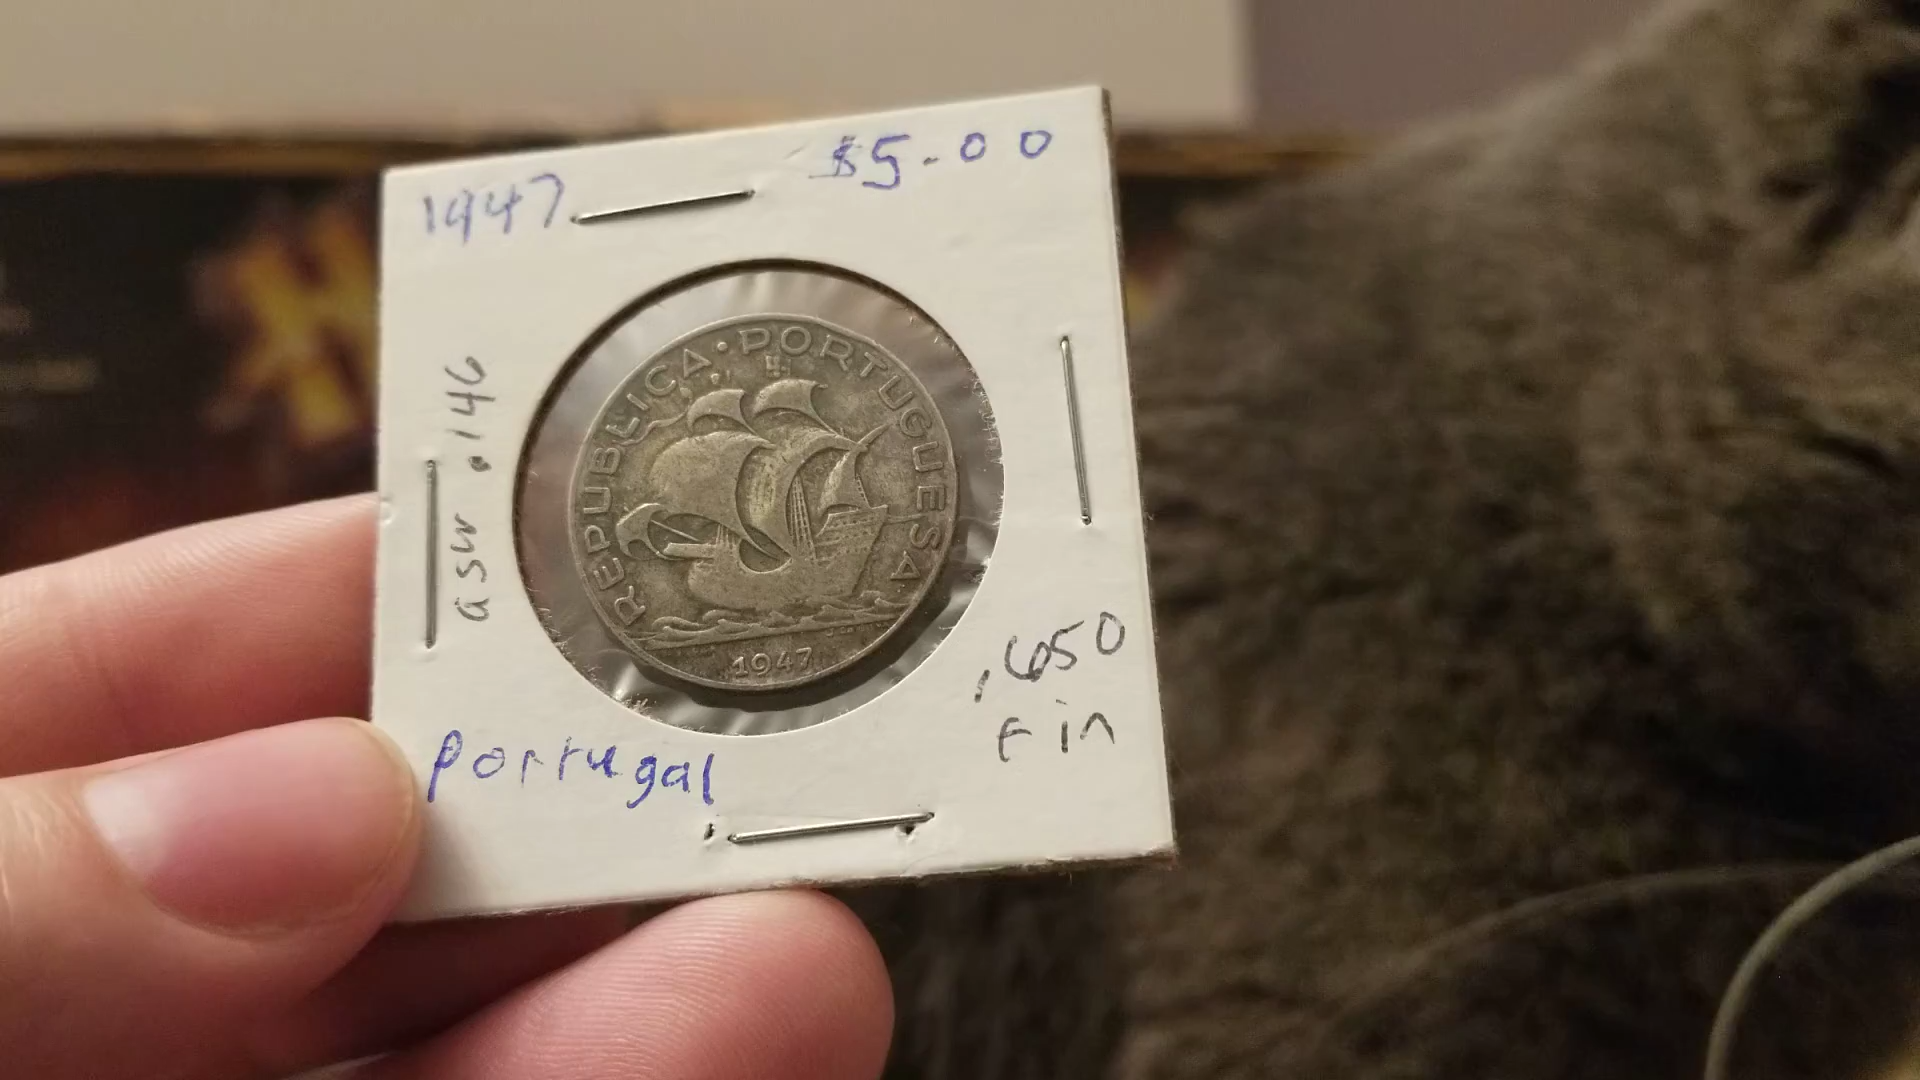 1947
$5.00
asw .146
REPUBLICA · PORTUGUESA
1947
.650
Fin
Portugal